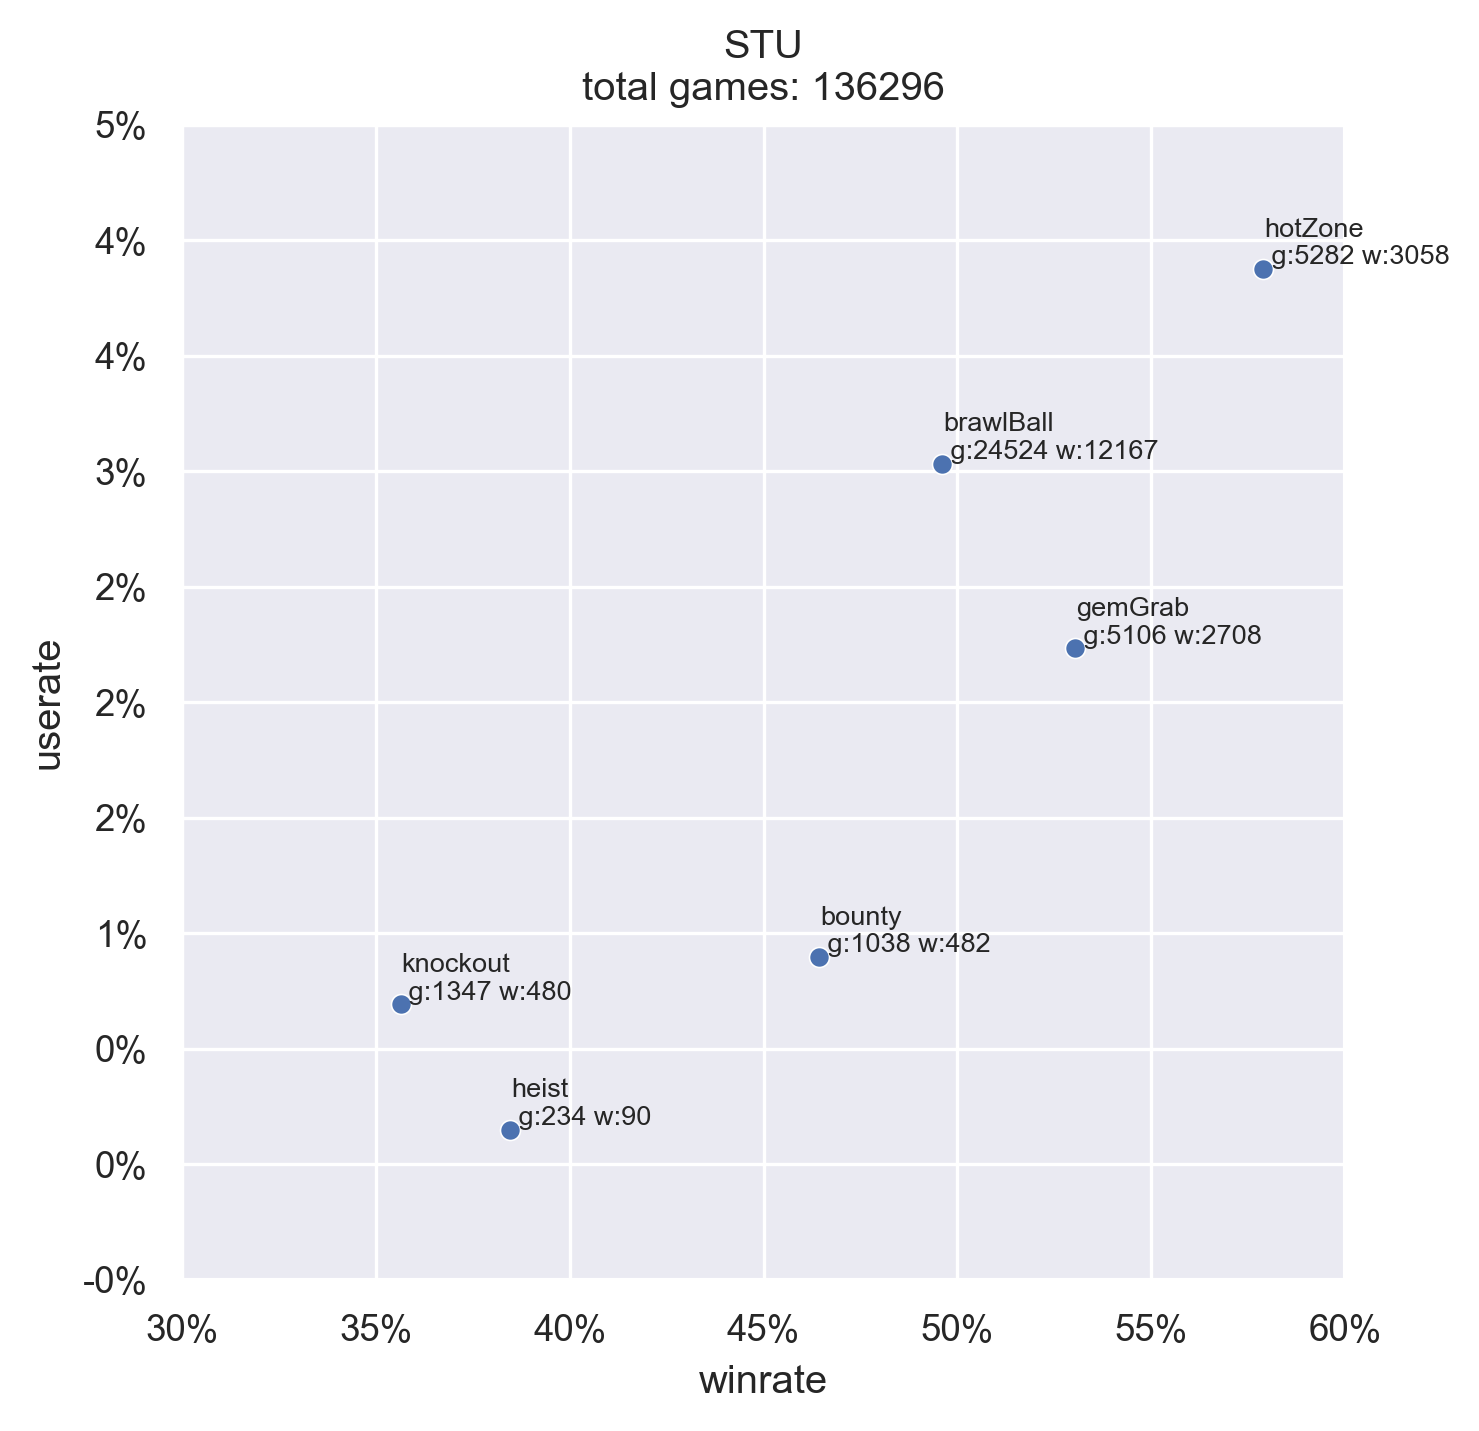 STU
total games: 136296
5%
4%
4%
3%
2%
2%
2%
1%
0%
0%
-0%
userate
hotZone
g:5282 w:3058
brawlBall
g:24524 w:12167
gemGrab
g:5106 w:2708
bounty
g:1038 w:482
knockout
g:1347 w:480
heist
g:234 w:90
30% 35% 40% 45% 50% 55% 60%
winrate